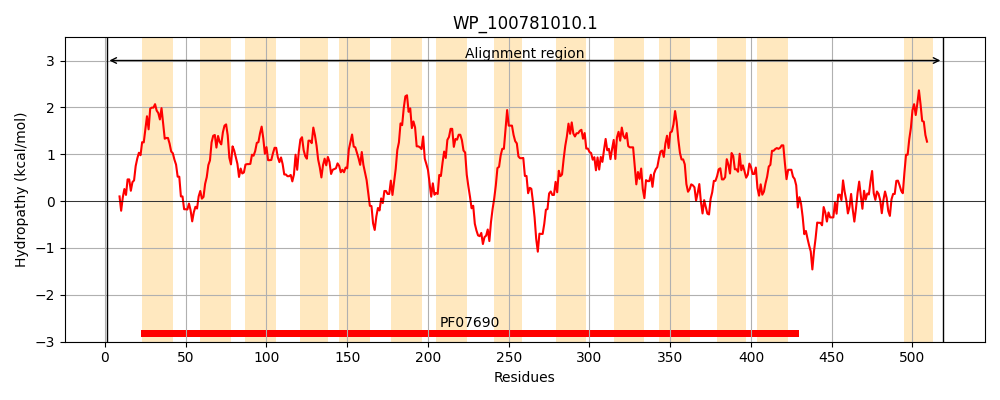 WP_100781010.1
Alignment region
Hydropathy (kcal/mol)
3
2
1
0
−1
−2
−3
PF07690
0 50 100 150 200 250 300 350 400 450 500
Residues